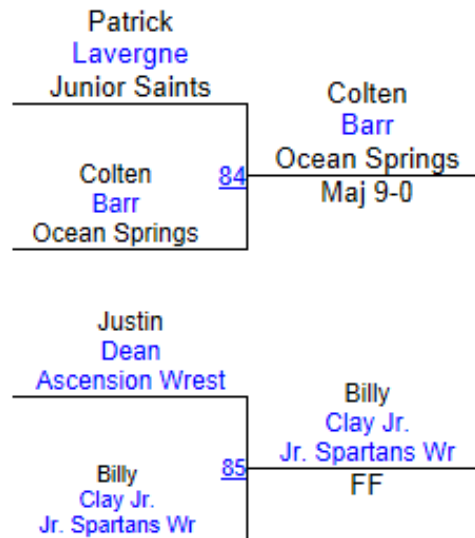 Patrick
Lavergne
Junior Saints
Colten
Barr
Ocean Springs
84
Colten
Barr
Ocean Springs
Maj 9-0
Justin
Dean
Ascension Wrest
Billy
Clay Jr.
Jr. Spartans Wr
85
Billy
Clay Jr.
Jr. Spartans Wr
FF